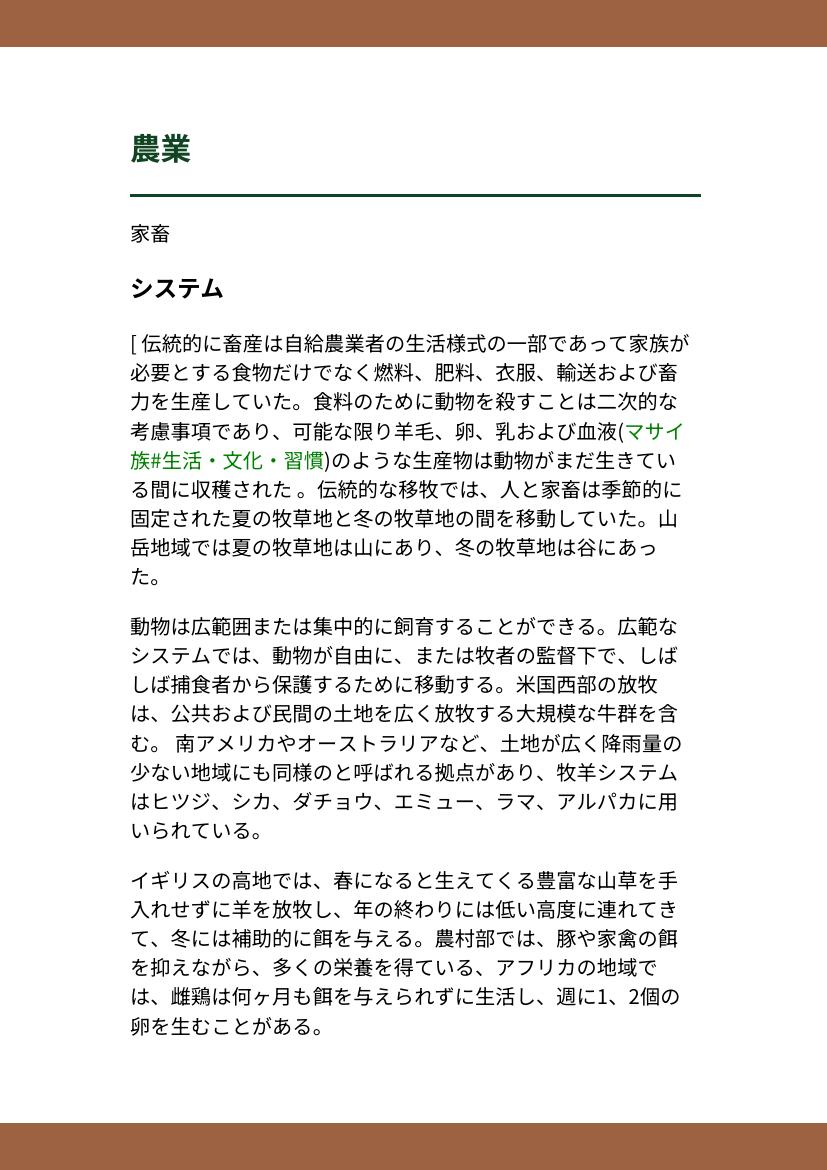 農業
家畜
システム
[ 伝統的に畜産は自給農業者の生活様式の一部であって家族が
必要とする食物だけでなく燃料、肥料、衣服、輸送および畜
力を生産していた。食料のために動物を殺すことは二次的な
考慮事項であり、可能な限り羊毛、卵、乳および血液(マサイ
族#生活・文化・習慣)のような生産物は動物がまだ生きてい
る間に収穫された 。伝統的な移牧では、人と家畜は季節的に
固定された夏の牧草地と冬の牧草地の間を移動していた。山
岳地域では夏の牧草地は山にあり、冬の牧草地は谷にあっ
た。
動物は広範囲または集中的に飼育することができる。広範な
システムでは、動物が自由に、または牧者の監督下で、しば
しば捕食者から保護するために移動する。米国西部の放牧
は、公共および民間の土地を広く放牧する大規模な牛群を含
む。 南アメリカやオーストラリアなど、土地が広く降雨量の
少ない地域にも同様のと呼ばれる拠点があり、牧羊システム
はヒツジ、シカ、ダチョウ、エミュー、ラマ、アルパカに用
いられている。
イギリスの高地では、春になると生えてくる豊富な山草を手
入れせずに羊を放牧し、年の終わりには低い高度に連れてき
て、冬には補助的に餌を与える。農村部では、豚や家禽の餌
を抑えながら、多くの栄養を得ている、アフリカの地域で
は、雌鶏は何ヶ月も餌を与えられずに生活し、週に1、2個の
卵を生むことがある。